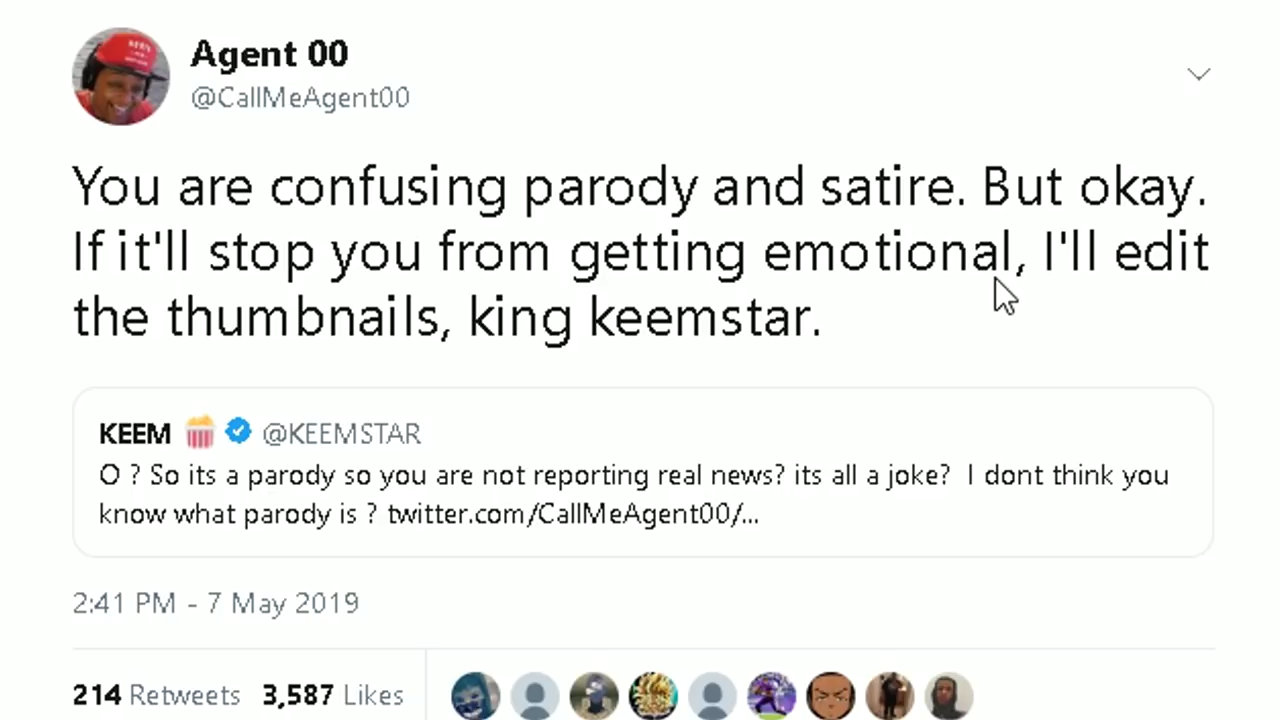 Agent 00
@CallMeAgent00
You are confusing parody and satire. But okay.
If it'll stop you from getting emotional, I'll edit
the thumbnails, king keemstar.
KEEM 🍿 @KEEMSTAR
O ? So its a parody so you are not reporting real news? its all a joke?  I dont think you
know what parody is ? twitter.com/CallMeAgent00/...
2:41 PM - 7 May 2019
214 Retweets 3,587 Likes